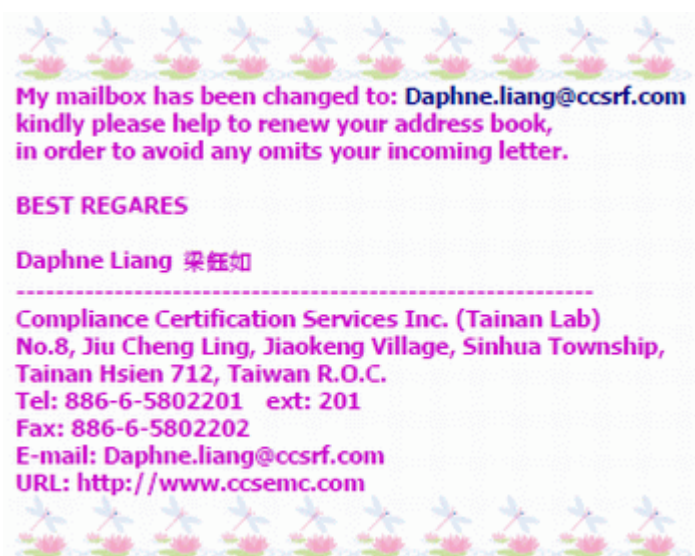 My mailbox has been changed to: Daphne.liang@ccsrf.com
kindly please help to renew your address book,
in order to avoid any omits your incoming letter.
BEST REGARES
Daphne Liang 梁鈺如
------------------------------------------------------------
Compliance Certification Services Inc. (Tainan Lab)
No.8, Jiu Cheng Ling, Jiaokeng Village, Sinhua Township,
Tainan Hsien 712, Taiwan R.O.C.
Tel: 886-6-5802201 ext: 201
Fax: 886-6-5802202
E-mail: Daphne.liang@ccsrf.com
URL: http://www.ccsemc.com